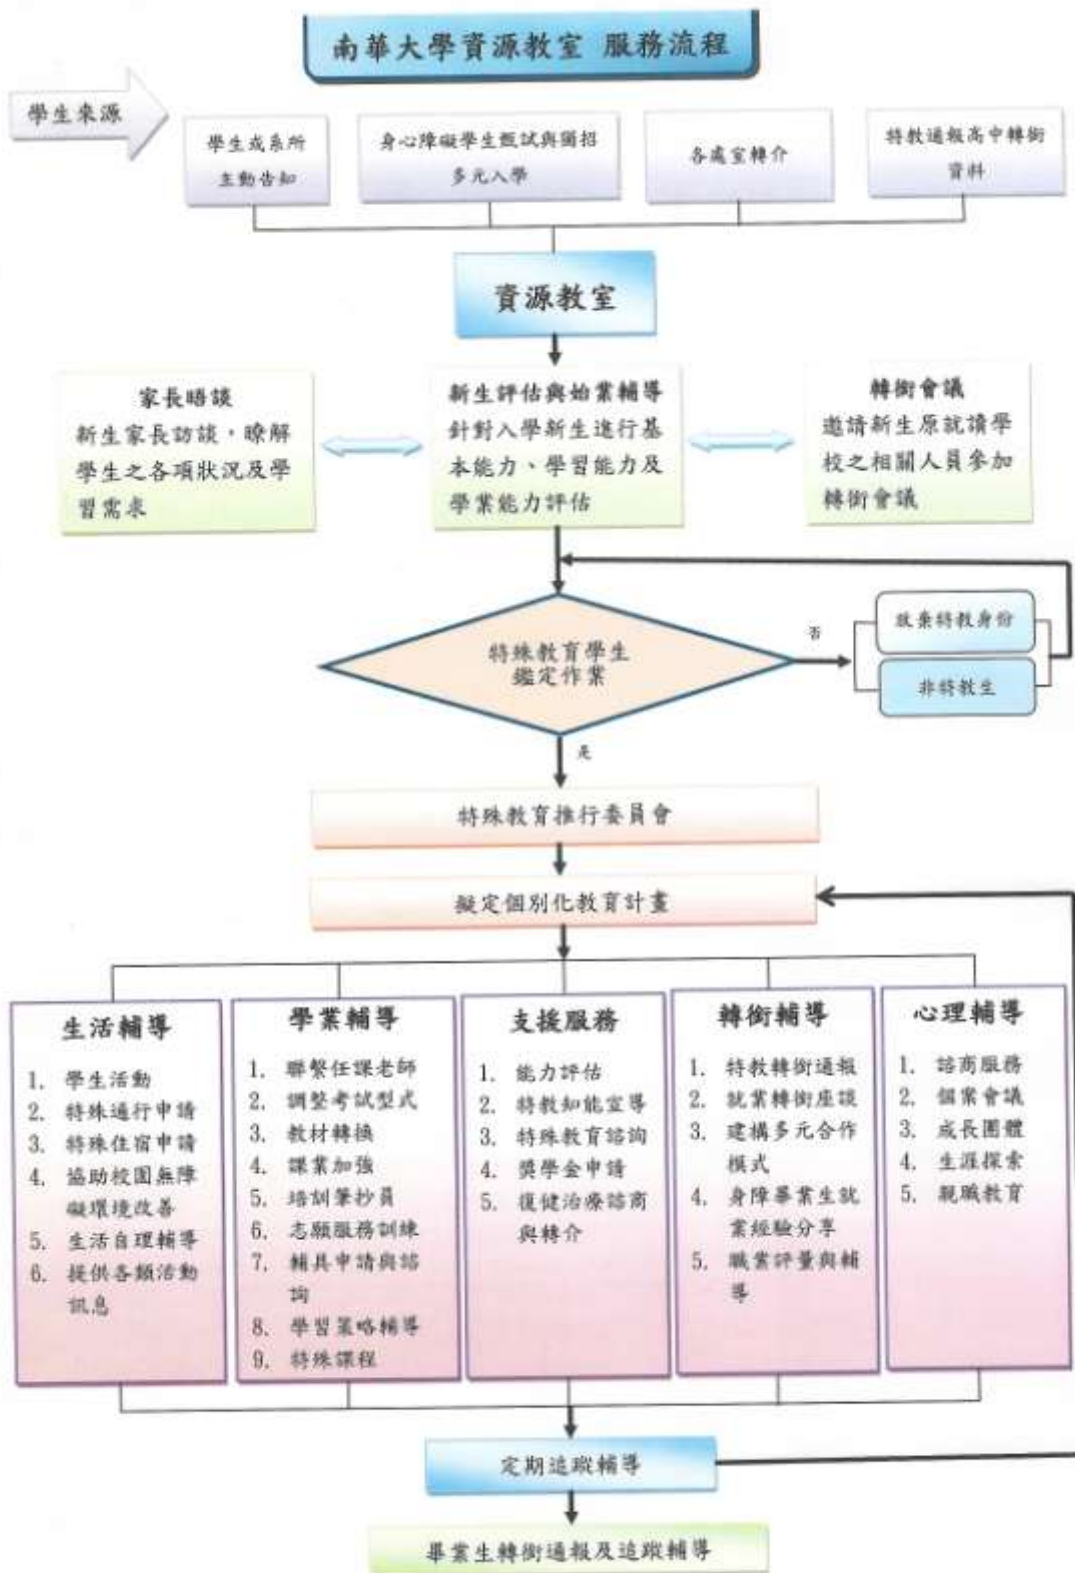 南華大學資源教室 服務流程
學生來源
學生或系所
主動告知
身心障礙學生甄試與獨招
多元入學
各處室轉介
特教通報高中轉銜
資料
資源教室
家長晤談
新生家長訪談，瞭解
學生之各項狀況及學
習需求
新生評估與始業輔導
針對入學新生進行基
本能力、學習能力及
學業能力評估
轉銜會議
邀請新生原就讀學
校之相關人員參加
轉銜會議
特殊教育學生
鑑定作業
否
放棄特教身份
非特教生
是
特殊教育推行委員會
擬定個別化教育計畫
生活輔導
1. 學生活動
2. 特殊通行申請
3. 特殊住宿申請
4. 協助校園無障
礙環境改善
5. 生活自理輔導
6. 提供各類活動
訊息
學業輔導
1. 聯繫任課老師
2. 調整考試型式
3. 教材轉換
4. 課業加強
5. 培訓筆抄員
6. 志願服務訓練
7. 輔具申請與諮
詢
8. 學習策略輔導
9. 特殊課程
支援服務
1. 能力評估
2. 特教知能宣導
3. 特殊教育諮詢
4. 獎學金申請
5. 復健治療諮商
與轉介
轉銜輔導
1. 特教轉銜通報
2. 就業轉銜座談
3. 建構多元合作
模式
4. 身障畢業生就
業經驗分享
5. 職業評量與輔
導
心理輔導
1. 諮商服務
2. 個案會議
3. 成長團體
4. 生涯探索
5. 親職教育
定期追蹤輔導
畢業生轉銜通報及追蹤輔導